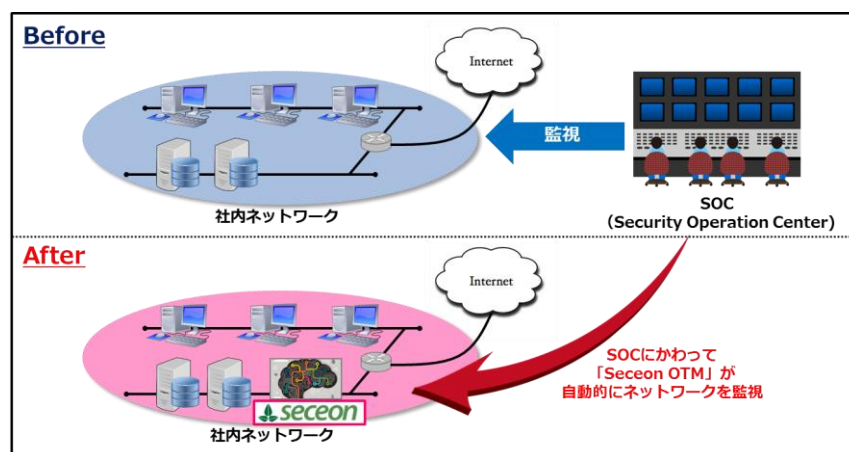 Before
Internet
監視
SOC
（Security Operation Center)
社内ネットワーク
After
Internet
SOCにかわって
「Seceon OTM」が
自動的にネットワークを監視
seceon
社内ネットワーク